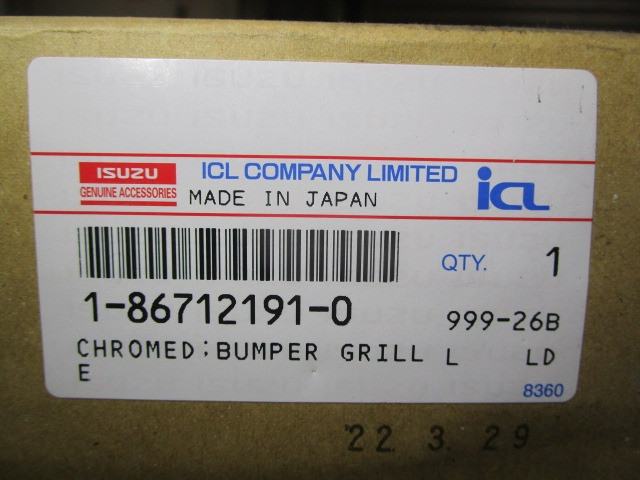 ISUZU
GENUINE ACCESSORIES
ICL COMPANY LIMITED
MADE IN JAPAN
icl
QTY. 1
1-86712191-0
999-26B
CHROMED;BUMPER GRILL L LD
E
8360
'22. 3. 29